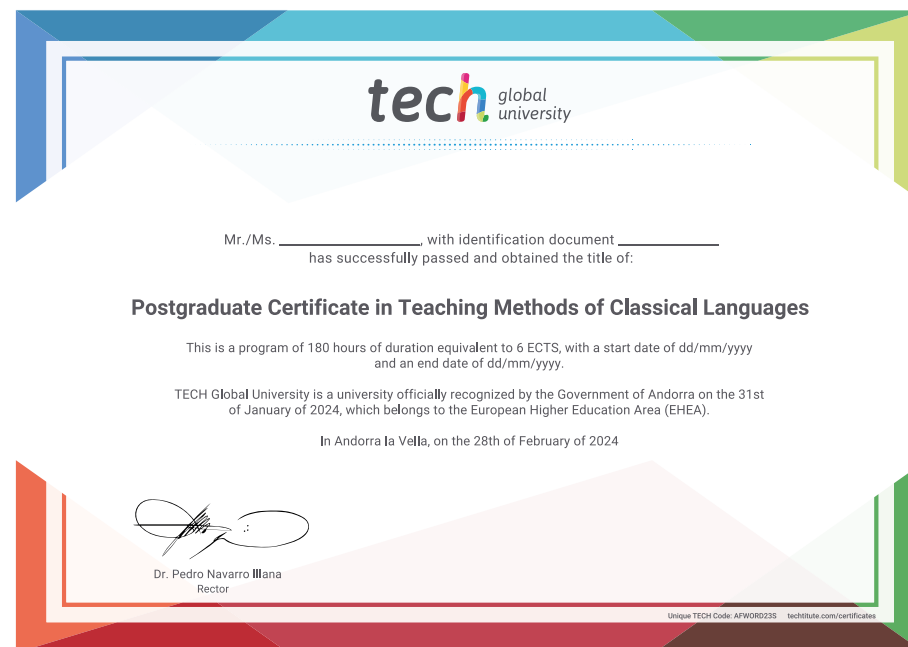 tech global university
Mr./Ms. ____________________, with identification document ______________
has successfully passed and obtained the title of:
Postgraduate Certificate in Teaching Methods of Classical Languages
This is a program of 180 hours of duration equivalent to 6 ECTS, with a start date of dd/mm/yyyy
and an end date of dd/mm/yyyy.
TECH Global University is a university officially recognized by the Government of Andorra on the 31st
of January of 2024, which belongs to the European Higher Education Area (EHEA).
In Andorra la Vella, on the 28th of February of 2024
Dr. Pedro Navarro Illana
Rector
Unique TECH Code: AFWORD23S techtitute.com/certificates